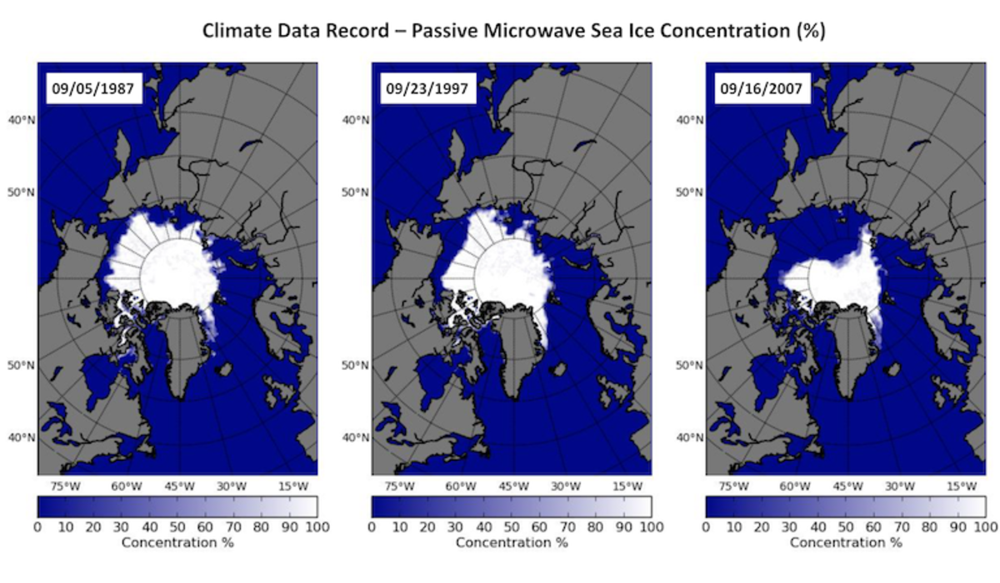 Climate Data Record – Passive Microwave Sea Ice Concentration (%)
09/05/1987
09/23/1997
09/16/2007
40°N
40°N
40°N
50°N
50°N
50°N
50°N
50°N
50°N
40°N
40°N
40°N
75°W 60°W 45°W 30°W 15°W
75°W 60°W 45°W 30°W 15°W
75°W 60°W 45°W 30°W 15°W
0 10 20 30 40 50 60 70 80 90 100
0 10 20 30 40 50 60 70 80 90 100
0 10 20 30 40 50 60 70 80 90 100
Concentration %
Concentration %
Concentration %